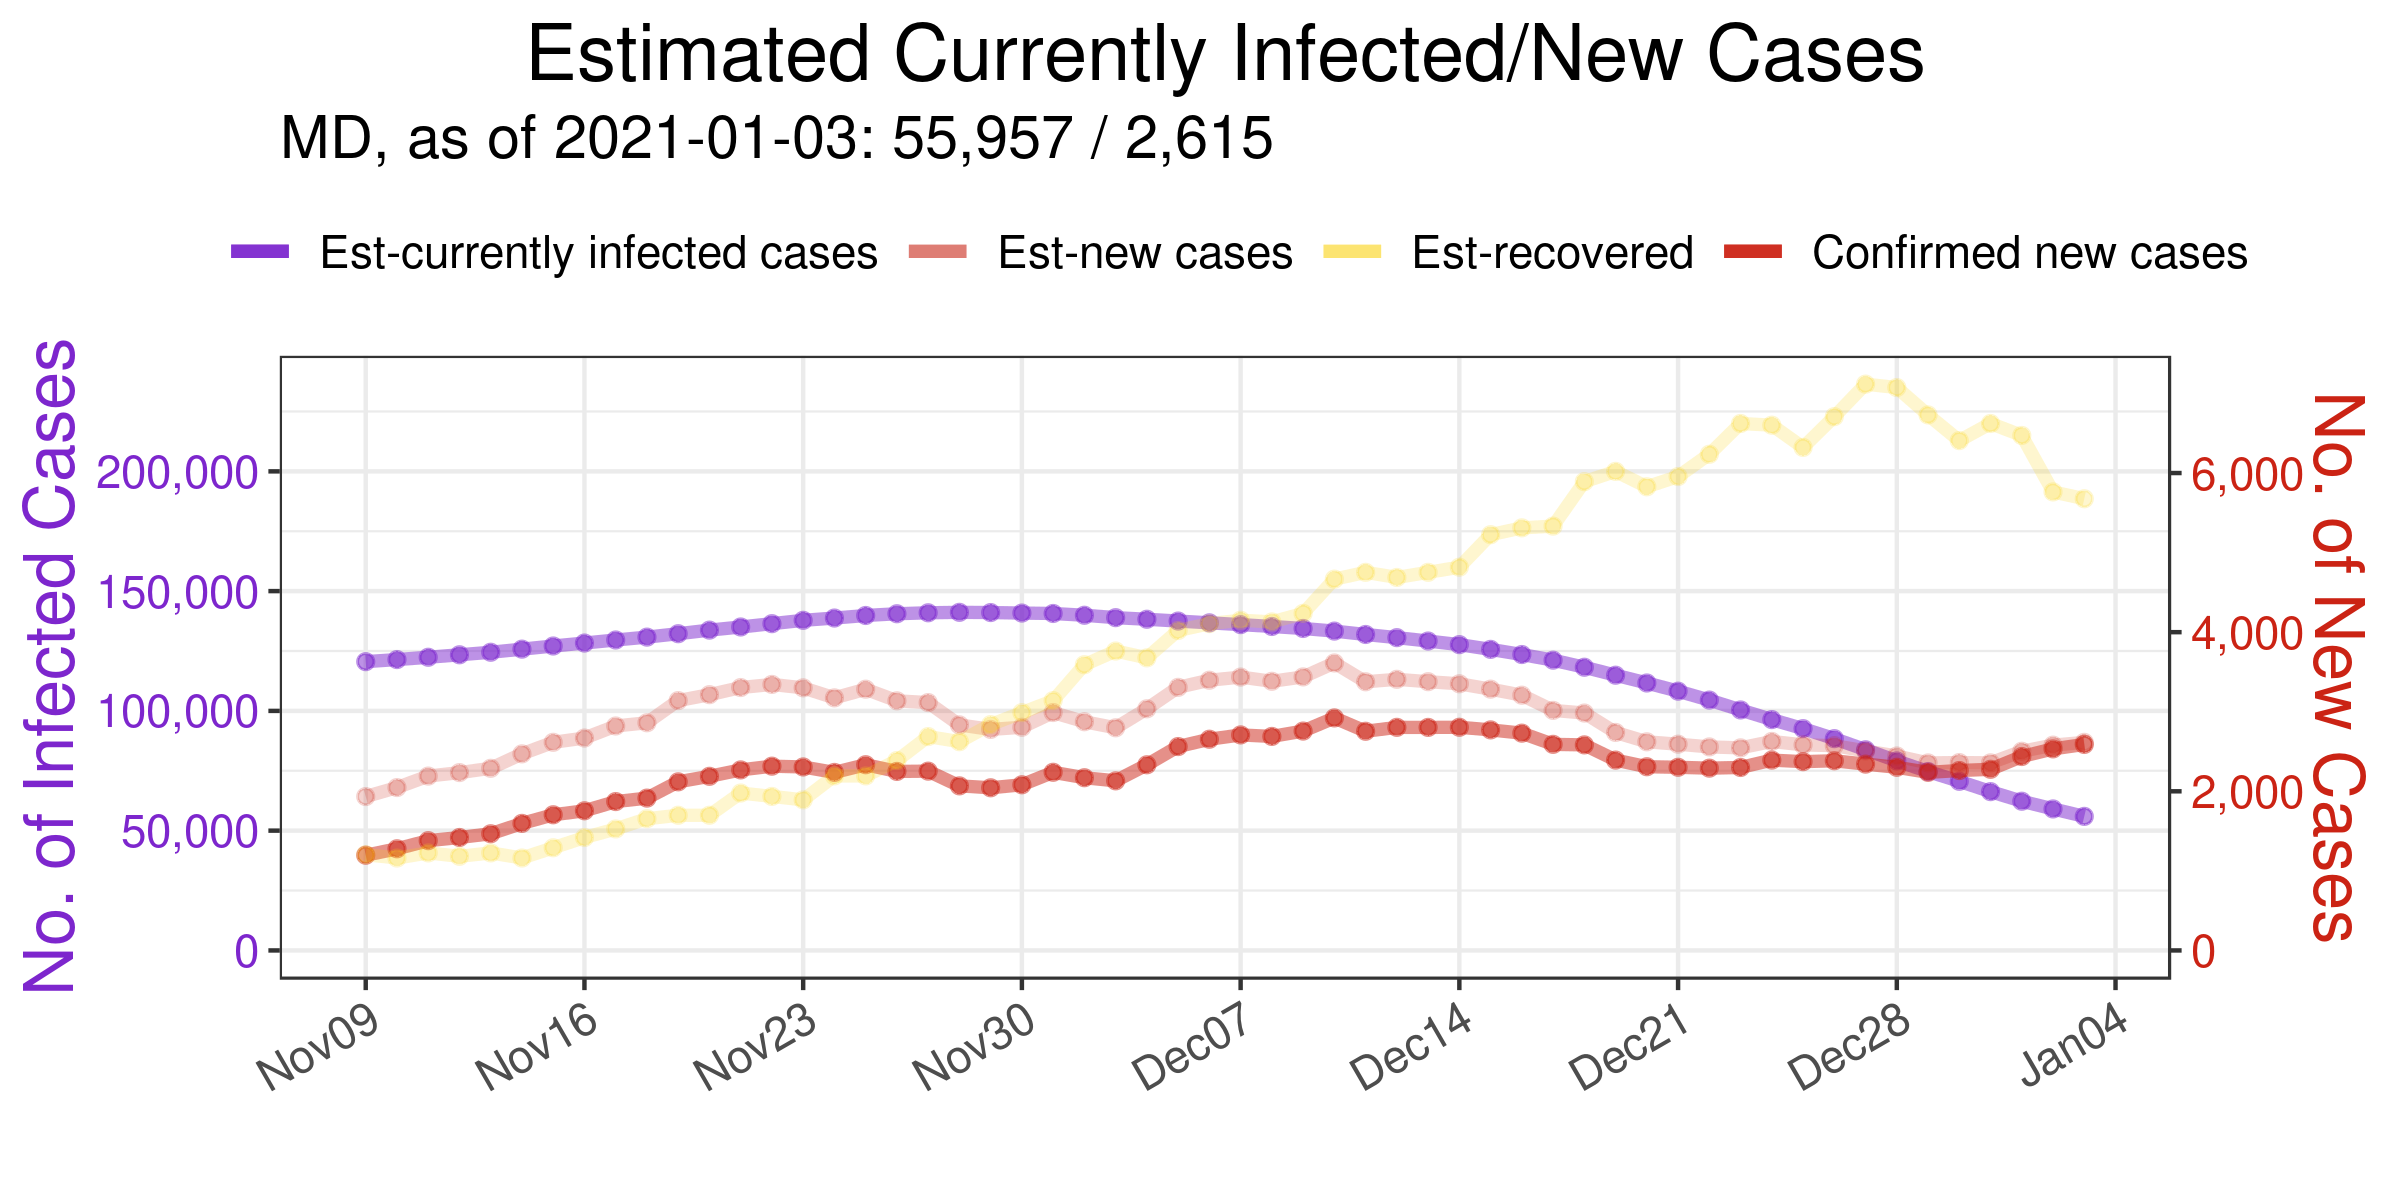 Estimated Currently Infected/New Cases
MD, as of 2021-01-03: 55,957 / 2,615
Est-currently infected cases Est-new cases Est-recovered Confirmed new cases
No. of Infected Cases
200,000
150,000
100,000
50,000
0
6,000
4,000
2,000
0
No. of New Cases
Nov09 Nov16 Nov23 Nov30 Dec07 Dec14 Dec21 Dec28 Jan04